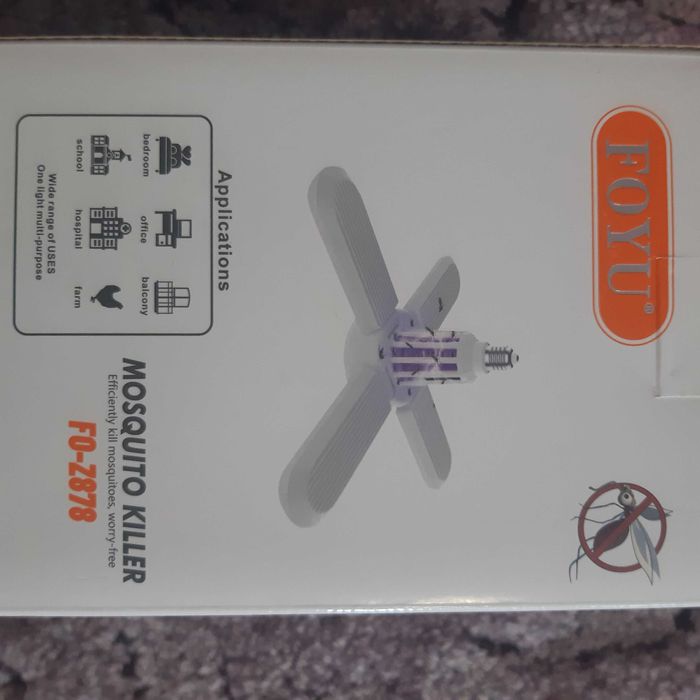 FOYU®
Applications
bedroom
office
balcony
school
hospital
farm
Wide range of USES
One light multi-purpose
MOSQUITO KILLER
Efficiently kill mosquitoes, worry-free
FO-Z878